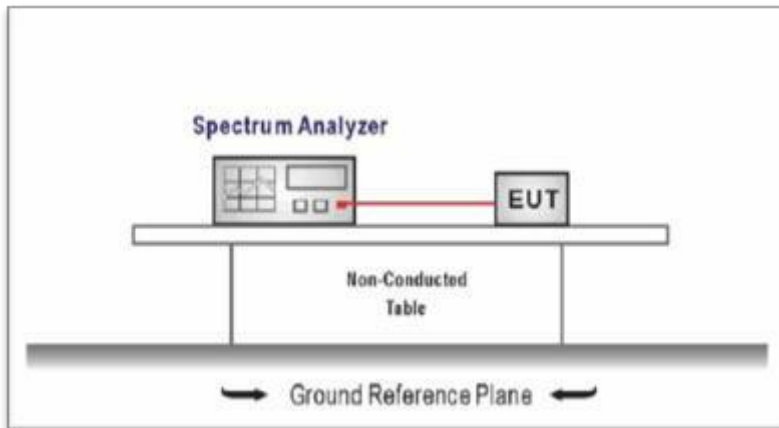 Spectrum Analyzer
EUT
Non-Conducted
Table
Ground Reference Plane